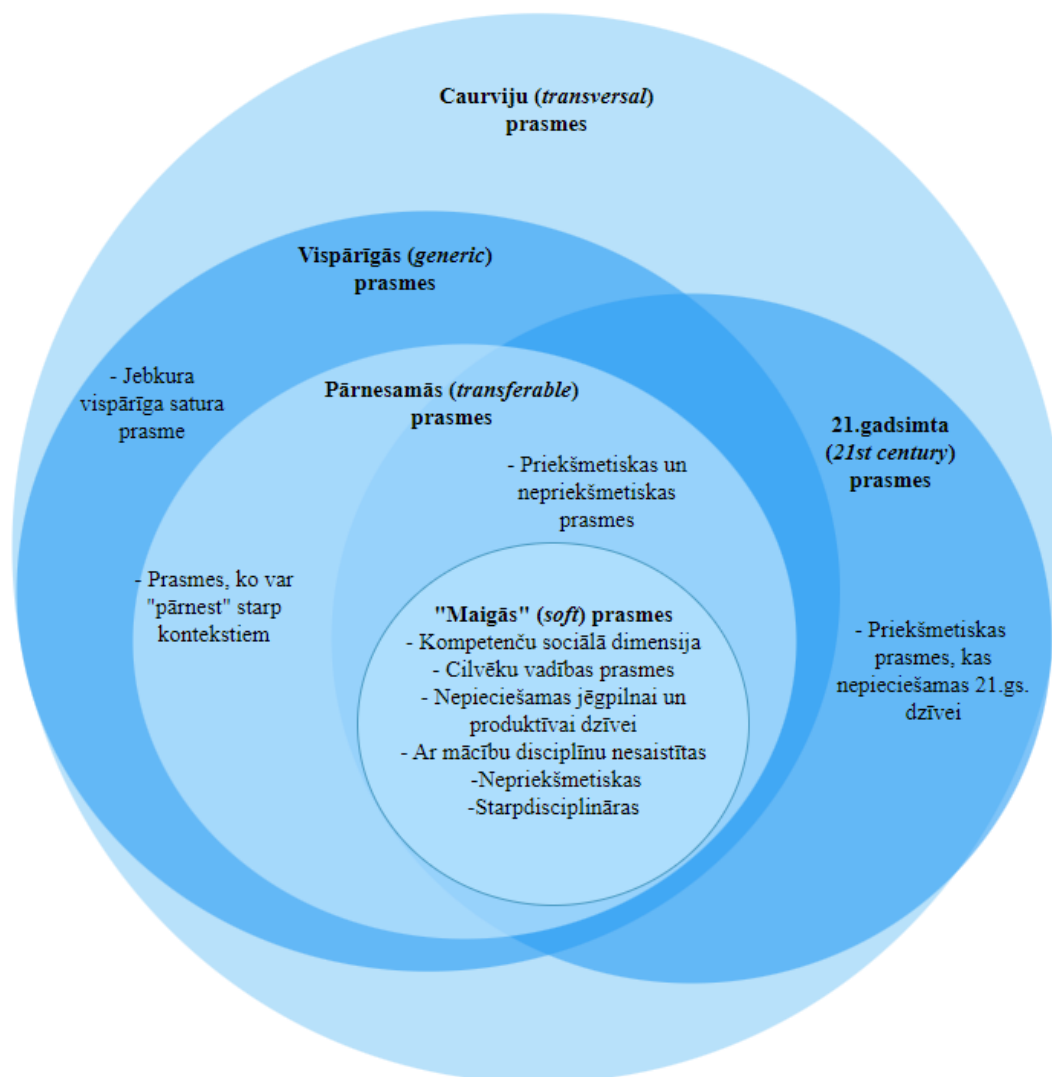 Caurviju (transversal)
prasmes
Vispārīgās (generic)
prasmes
- Jebkura
vispārīga satura
prasme
Pārnesamās (transferable)
prasmes
21.gadsimta
(21st century)
prasmes
- Priekšmetiskas un
nepriekšmetiskas
prasmes
- Prasmes, ko var
"pārnest" starp
kontekstiem
"Maigās" (soft) prasmes
- Kompetenču sociālā dimensija
- Cilvēku vadības prasmes
- Nepieciešamas jēgpilnai un
produktīvai dzīvei
- Ar mācību disciplīnu nesaistītas
-Nepriekšmetiskas
-Starpdisciplināras
- Priekšmetiskas
prasmes, kas
nepieciešamas 21.gs.
dzīvei